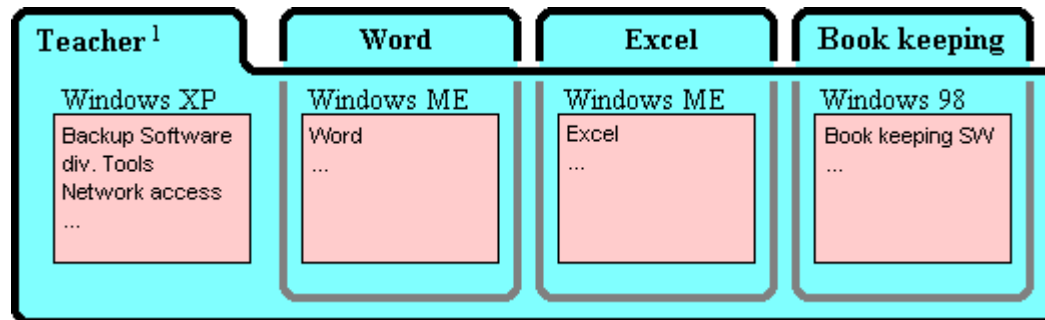 Teacher 1
Word
Excel
Book keeping
Windows XP
Backup Software
div. Tools
Network access
...
Windows ME
Word
...
Windows ME
Excel
...
Windows 98
Book keeping SW
...